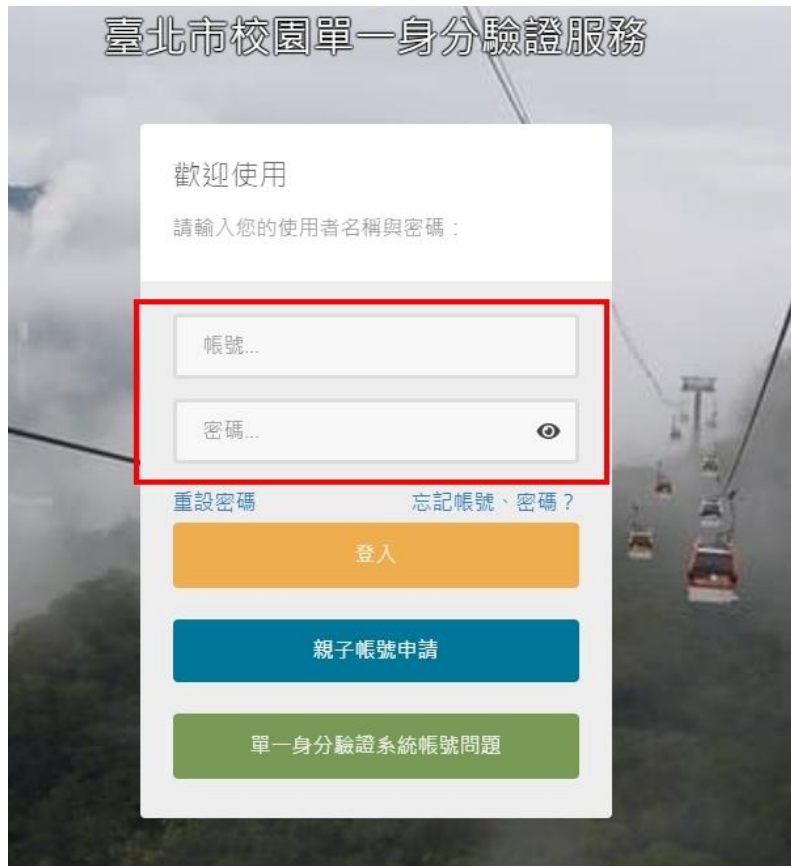 臺北市校園單一身分驗證服務
歡迎使用
請輸入您的使用者名稱與密碼：
帳號...
密碼...
重設密碼
忘記帳號、密碼？
登入
親子帳號申請
單一身分驗證系統帳號問題